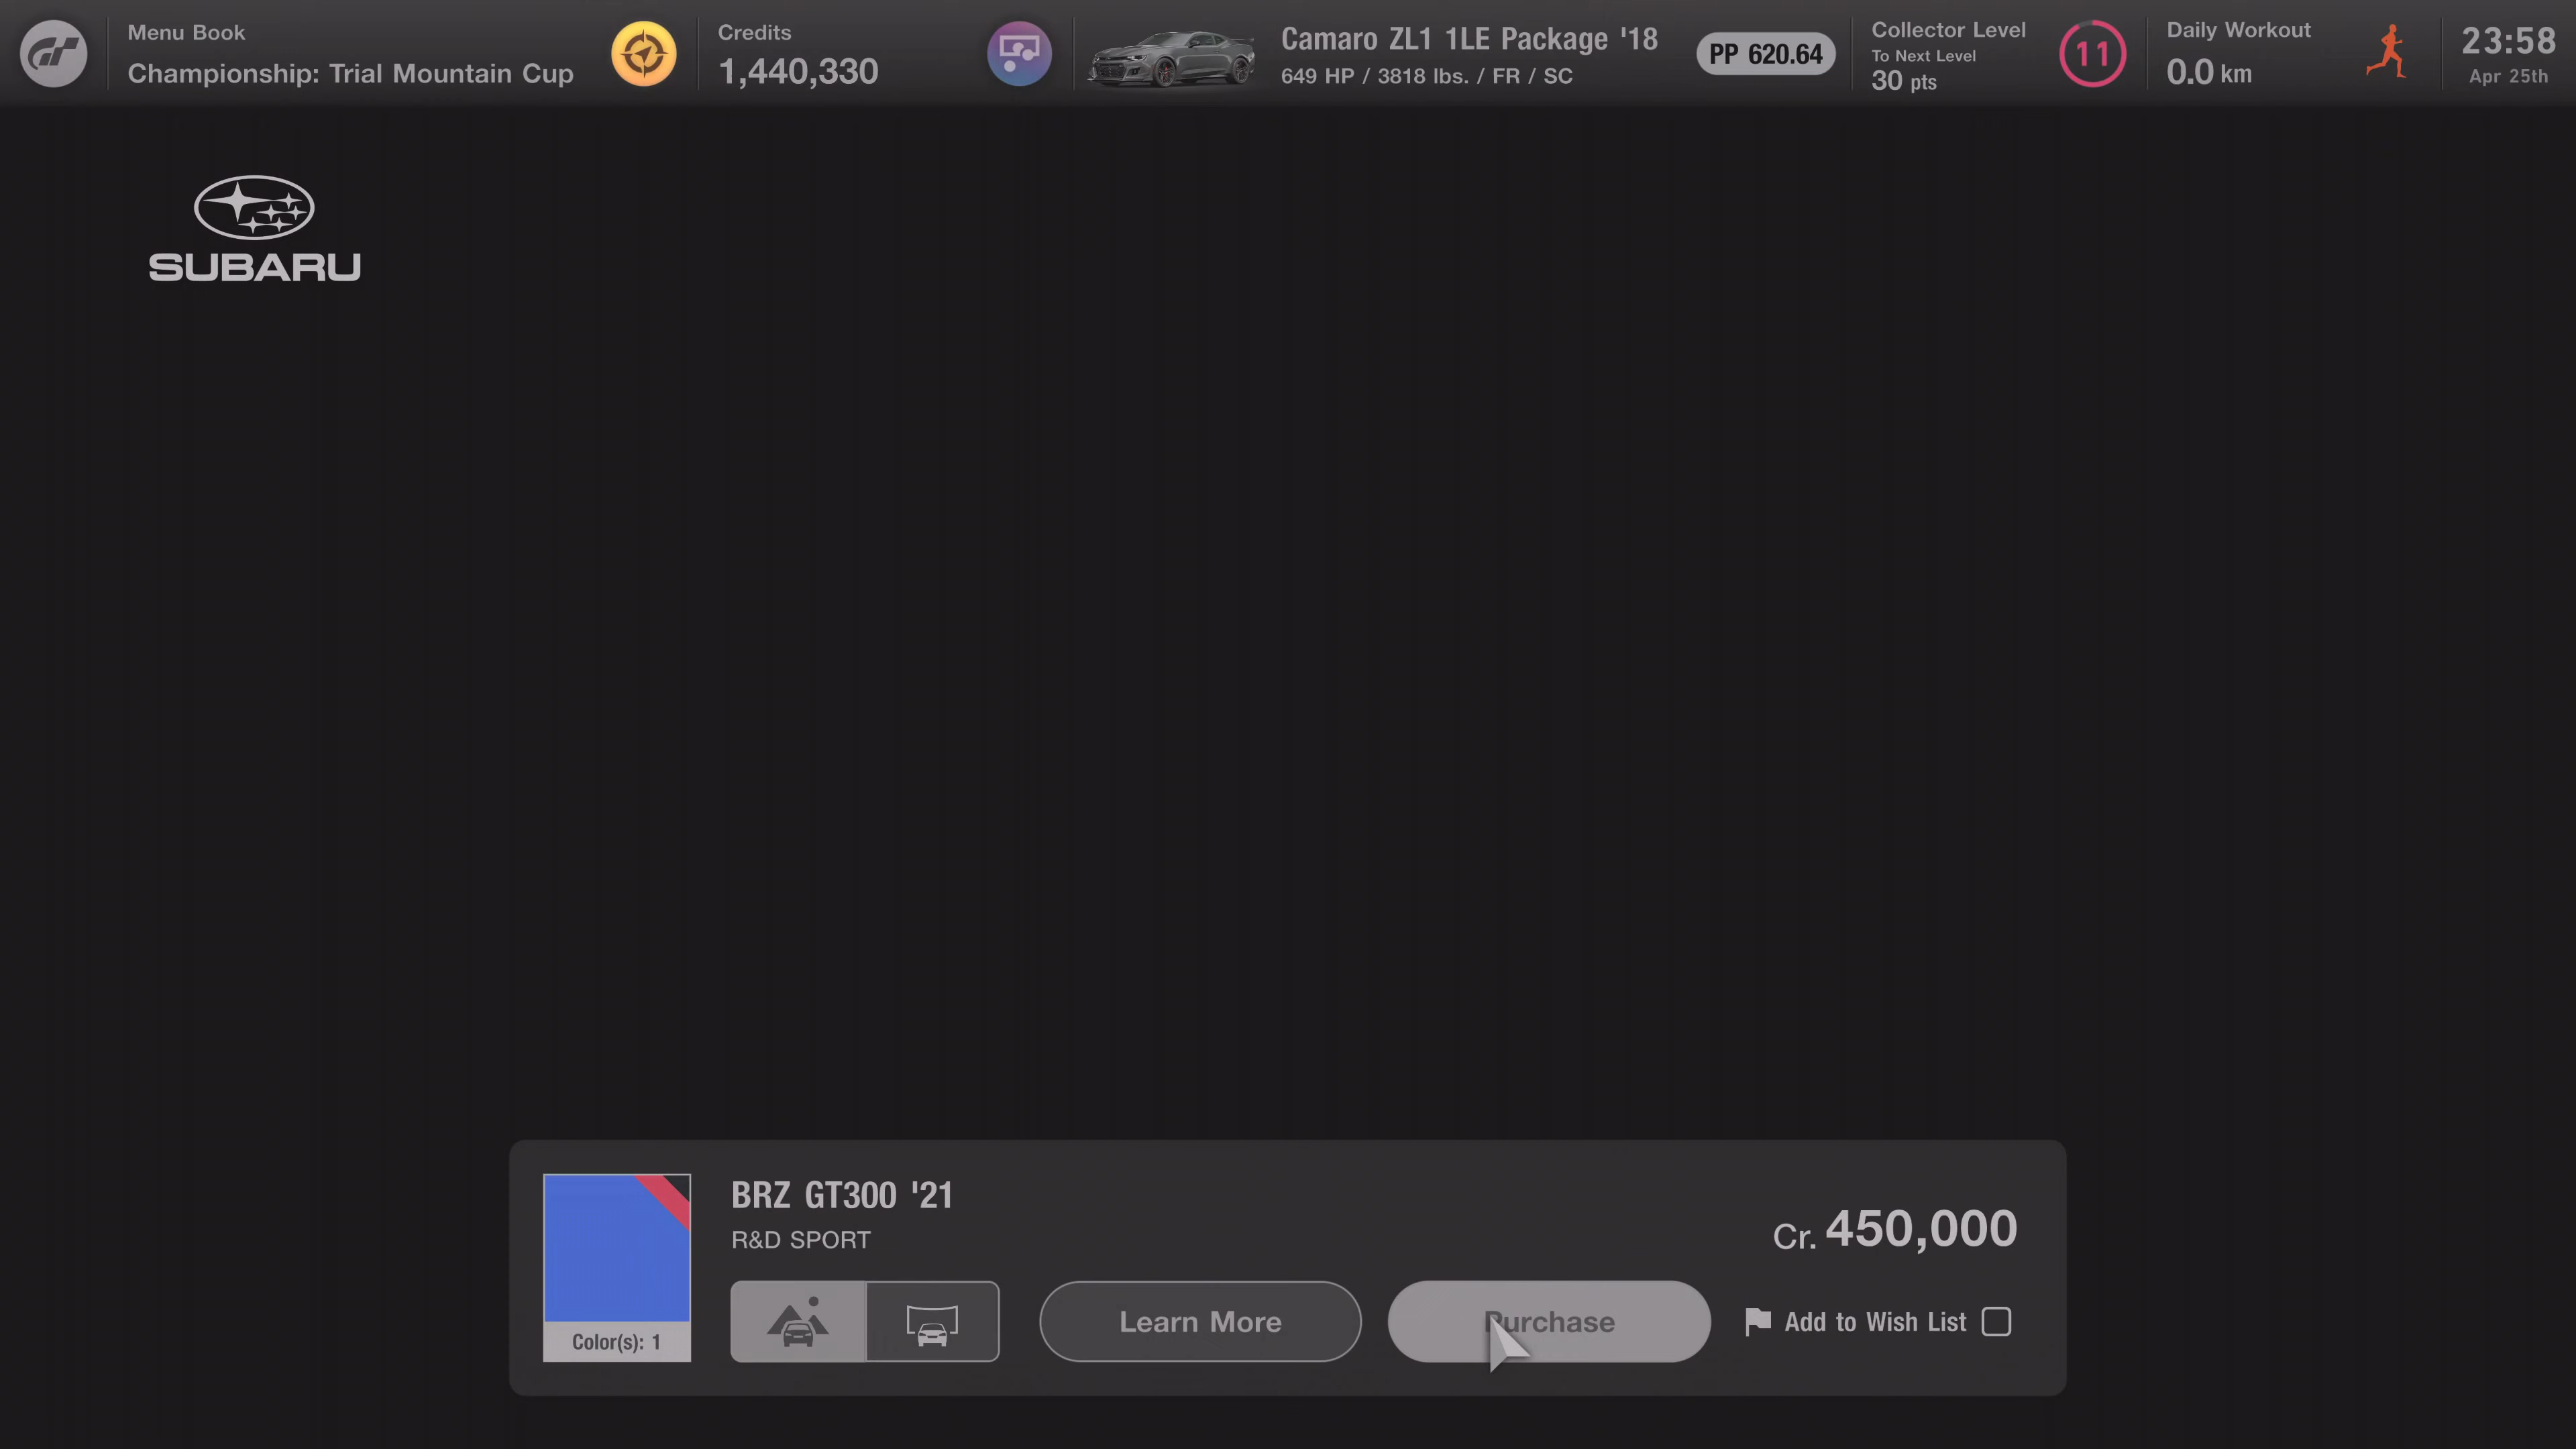 Menu Book
Championship: Trial Mountain Cup
Credits
1,440,330
Camaro ZL1 1LE Package '18
649 HP / 3818 lbs. / FR / SC
PP 620.64
Collector Level
To Next Level
30 pts
11
Daily Workout
0.0 km
23:58
Apr 25th
SUBARU
BRZ GT300 '21
R&D SPORT
Cr. 450,000
Color(s): 1
Learn More
Purchase
Add to Wish List